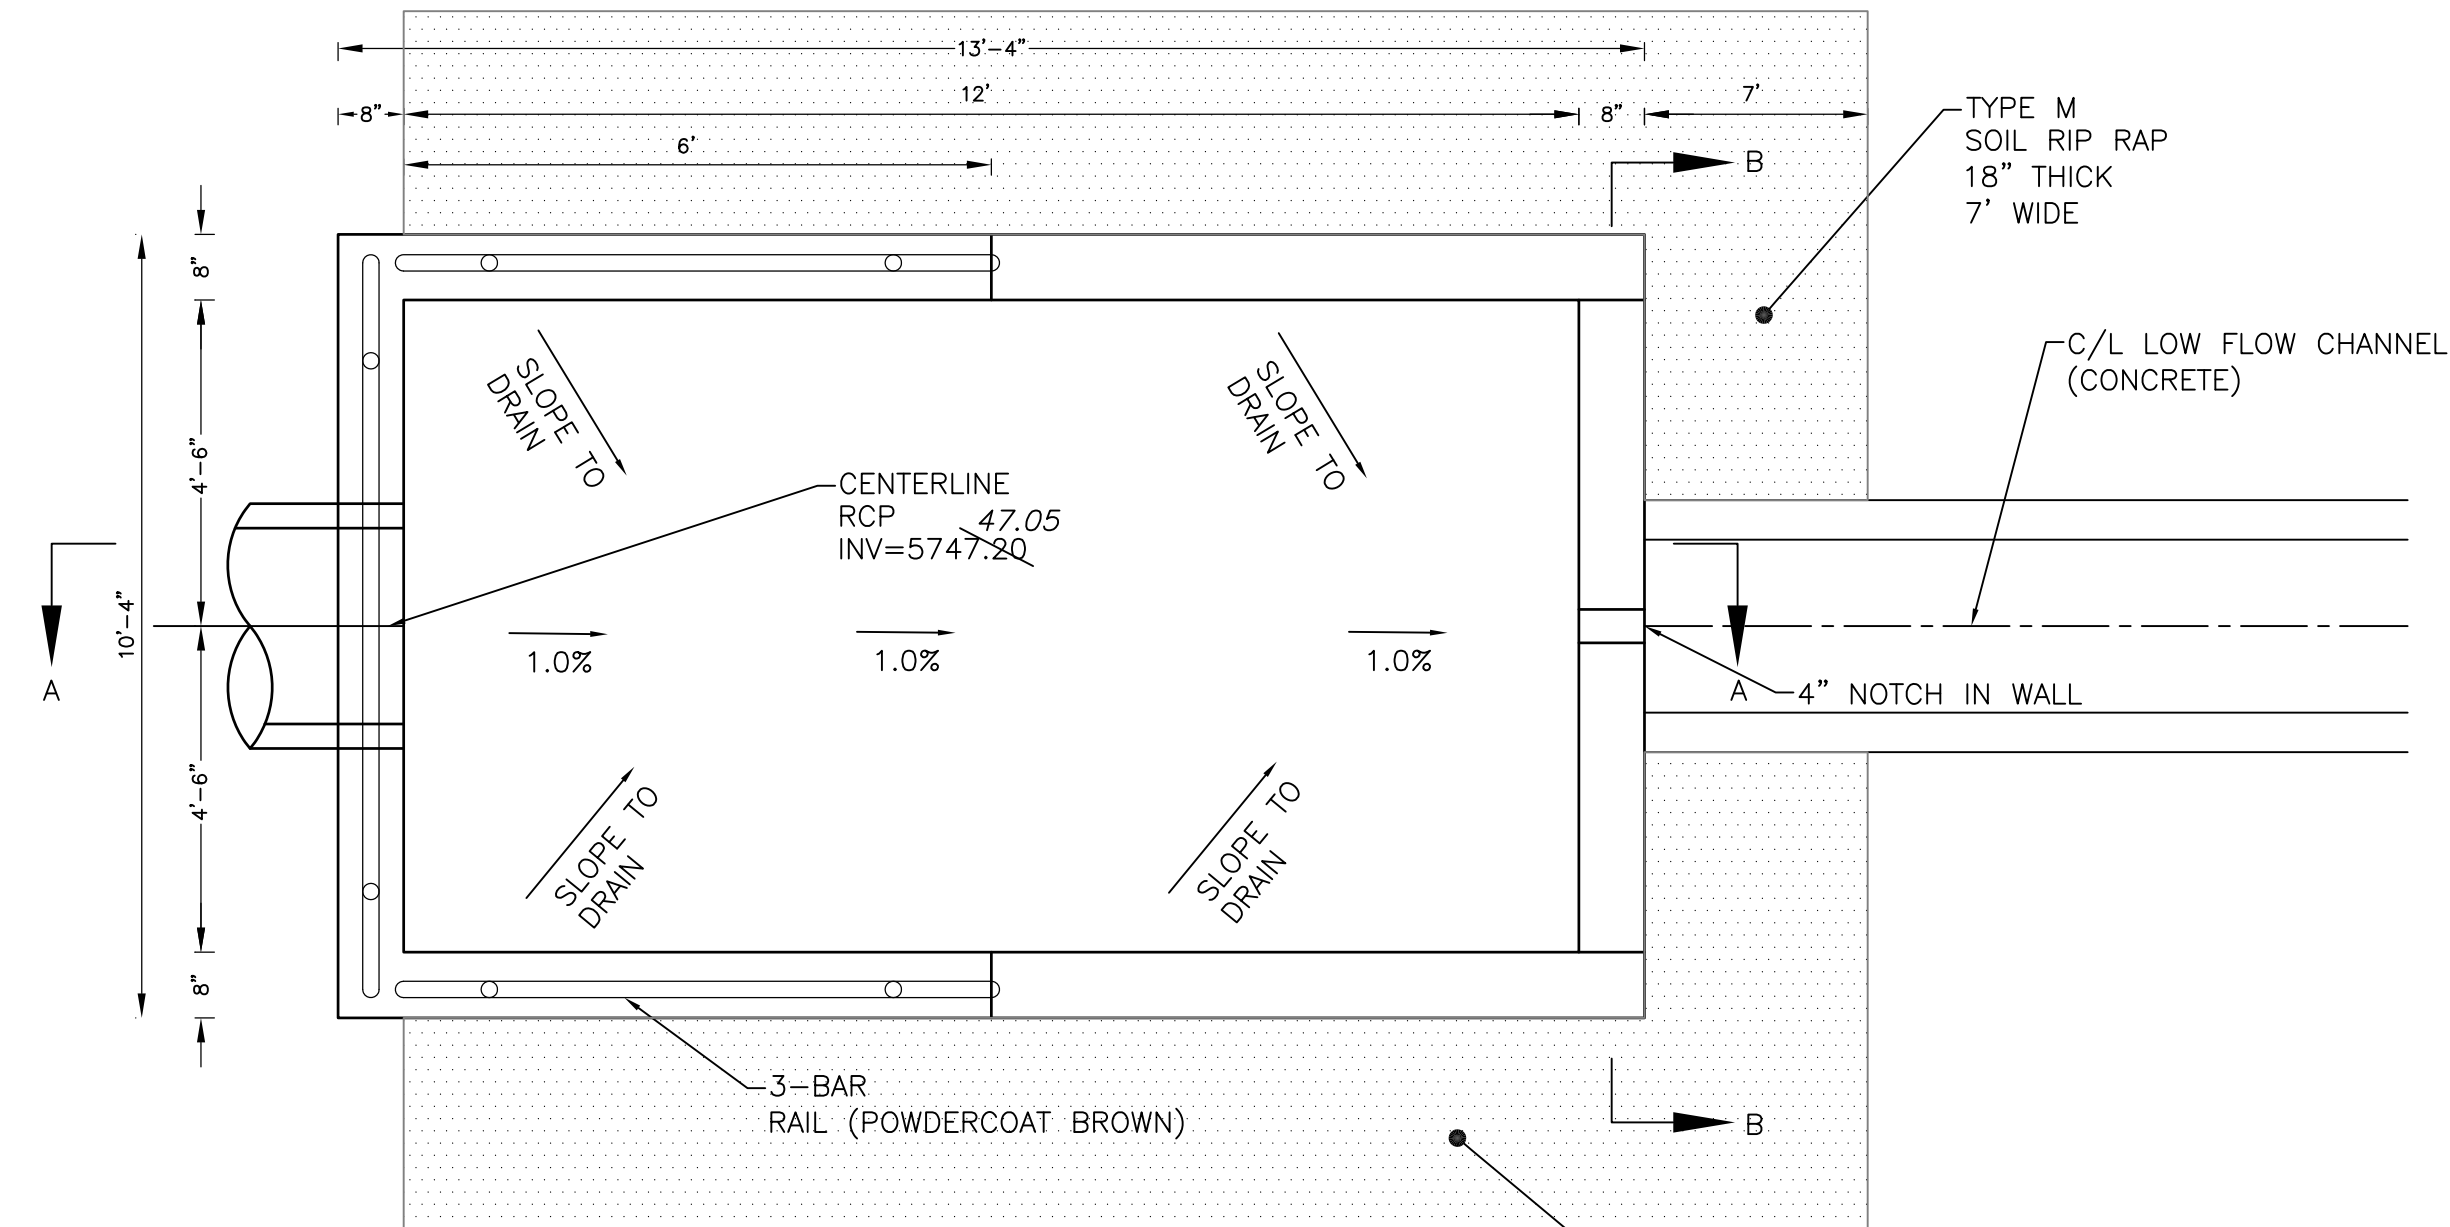 13'-4"
12'
7'
8"
8"
6'
B
TYPE M
SOIL RIP RAP
18" THICK
7' WIDE
8"
C/L LOW FLOW CHANNEL
(CONCRETE)
SLOPE TO
DRAIN
SLOPE TO
DRAIN
4'-6"
CENTERLINE
RCP
47.05
INV=5747.20
10'-4"
1.0%
1.0%
1.0%
A
A
4" NOTCH IN WALL
4'-6"
SLOPE TO
DRAIN
SLOPE TO
DRAIN
8"
3-BAR
RAIL (POWDERCOAT BROWN)
B